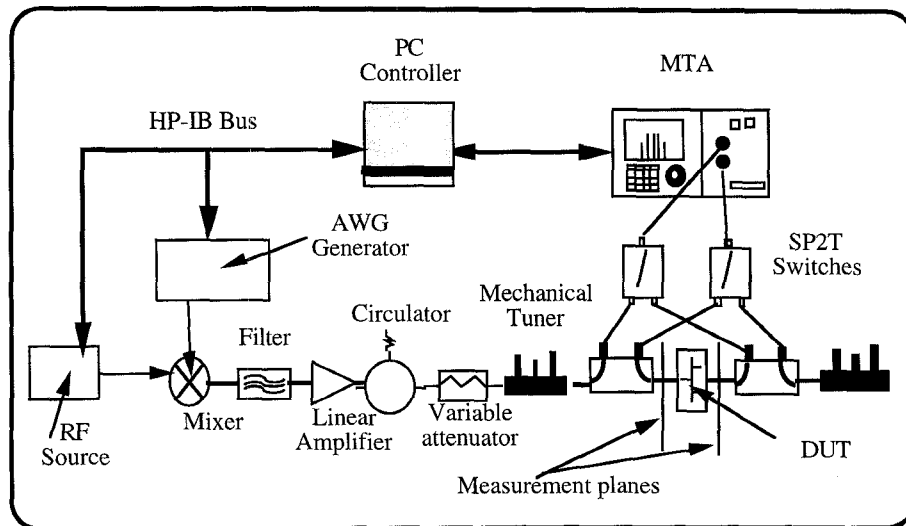 PC
Controller
MTA
HP-IB Bus
AWG
Generator
SP2T
Switches
Mechanical
Tuner
Circulator
Filter
Mixer
Linear
Amplifier
Variable
attenuator
RF
Source
DUT
Measurement planes